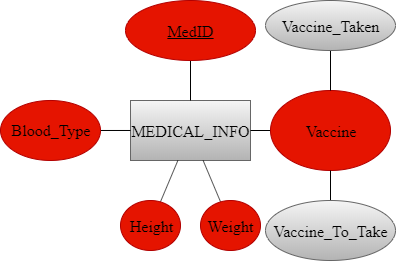 MedID
Vaccine_Taken
Blood_Type
MEDICAL_INFO
Vaccine
Height
Weight
Vaccine_To_Take